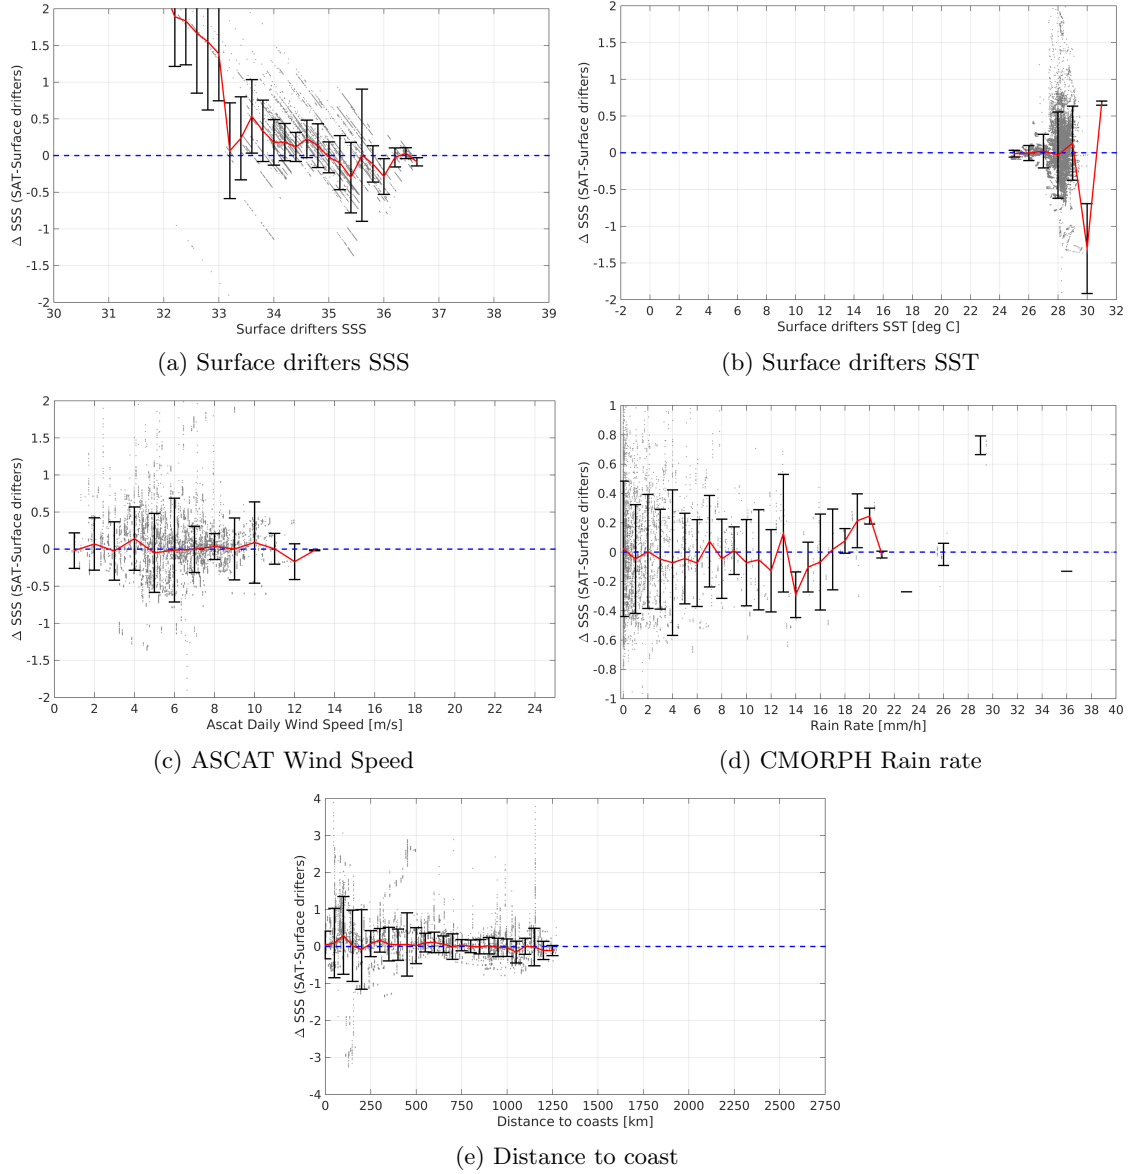 Δ SSS (SAT-Surface drifters)
2
1.5
1
0.5
0
-0.5
-1
-1.5
-2
30 31 32 33 34 35 36 37 38 39
Surface drifters SSS
(a) Surface drifters SSS
Δ SSS (SAT-Surface drifters)
2
1.5
1
0.5
0
-0.5
-1
-1.5
-2
-2 0 2 4 6 8 10 12 14 16 18 20 22 24 26 28 30 32
Surface drifters SST [deg C]
(b) Surface drifters SST
Δ SSS (SAT-Surface drifters)
2
1.5
1
0.5
0
-0.5
-1
-1.5
-2
0 2 4 6 8 10 12 14 16 18 20 22 24
Ascat Daily Wind Speed [m/s]
(c) ASCAT Wind Speed
Δ SSS (SAT-Surface drifters)
1
0.8
0.6
0.4
0.2
0
-0.2
-0.4
-0.6
-0.8
-1
0 2 4 6 8 10 12 14 16 18 20 22 24 26 28 30 32 34 36 38 40
Rain Rate [mm/h]
(d) CMORPH Rain rate
Δ SSS (SAT-Surface drifters)
4
3
2
1
0
-1
-2
-3
-4
0 250 500 750 1000 1250 1500 1750 2000 2250 2500 2750
Distance to coasts [km]
(e) Distance to coast